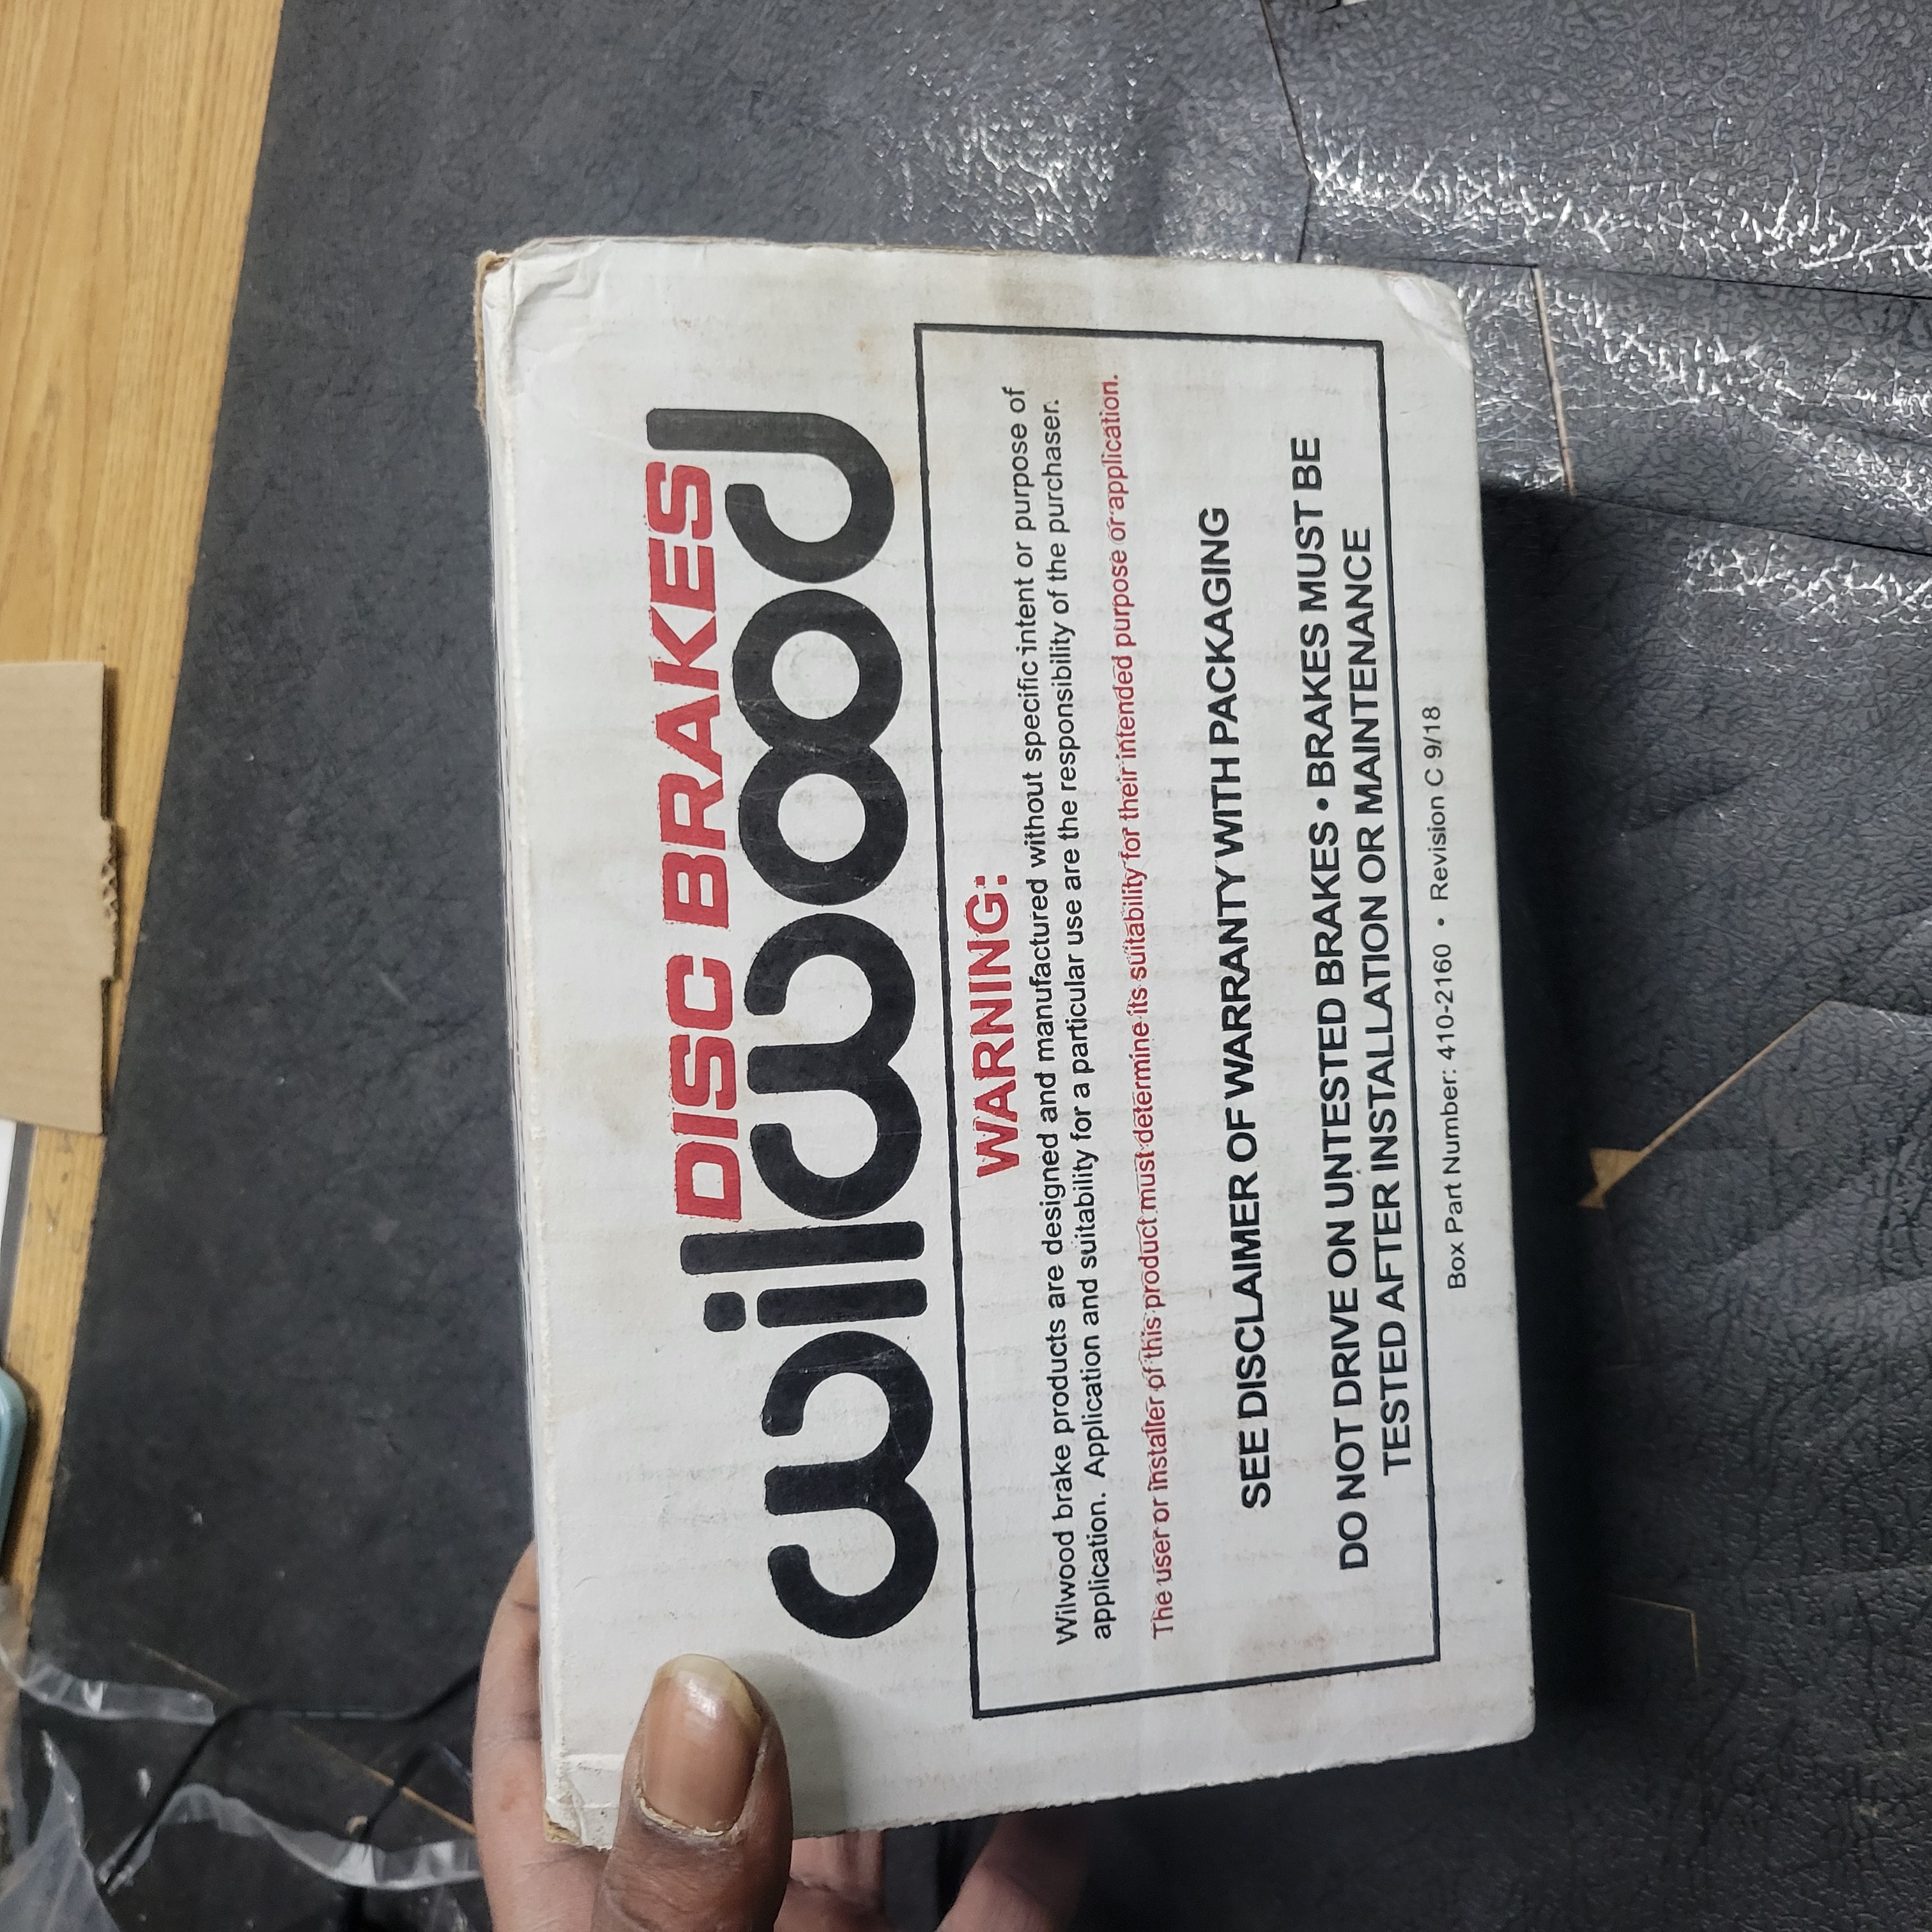 DISC BRAKES
wilwood
WARNING:
Wilwood brake products are designed and manufactured without specific intent or purpose of
application. Application and suitability for a particular use are the responsibility of the purchaser.
The user or installer of this product must determine its suitability for their intended purpose or application.
SEE DISCLAIMER OF WARRANTY WITH PACKAGING
DO NOT DRIVE ON UNTESTED BRAKES • BRAKES MUST BE
TESTED AFTER INSTALLATION OR MAINTENANCE
Box Part Number: 410-2160 • Revision C 9/18